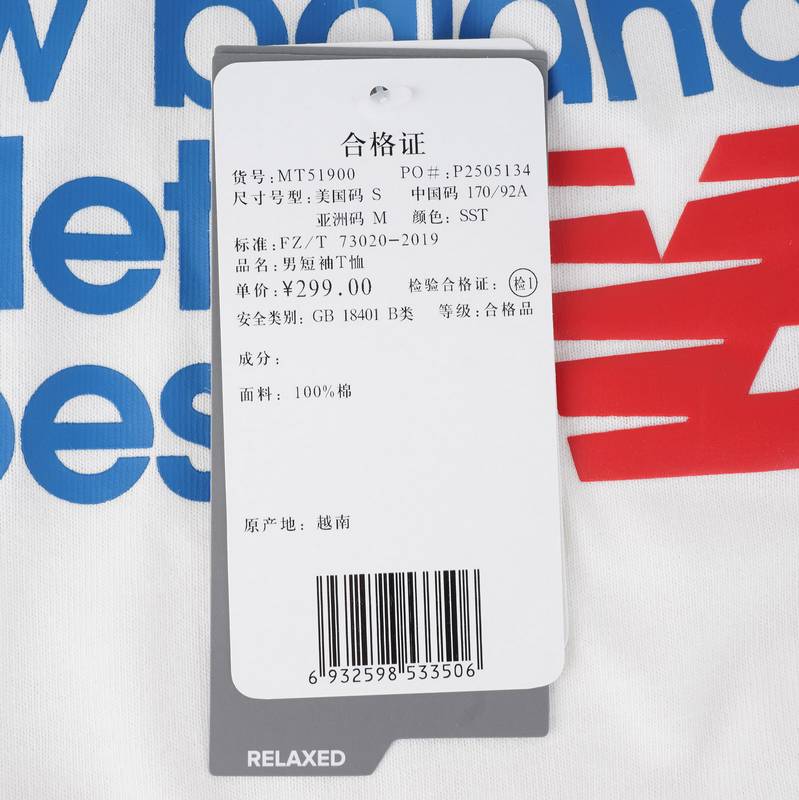 w balance
合格证
货号:MT51900 PO#:P2505134
尺寸号型:美国码 S 中国码 170/92A
亚洲码 M 颜色: SST
标准:FZ/T 73020-2019
品名:男短袖T恤
单价:¥299.00 检验合格证: 检1
安全类别: GB 18401 B类 等级:合格品
成分:
面料: 100%棉
原产地: 越南
6 932598 533506
RELAXED